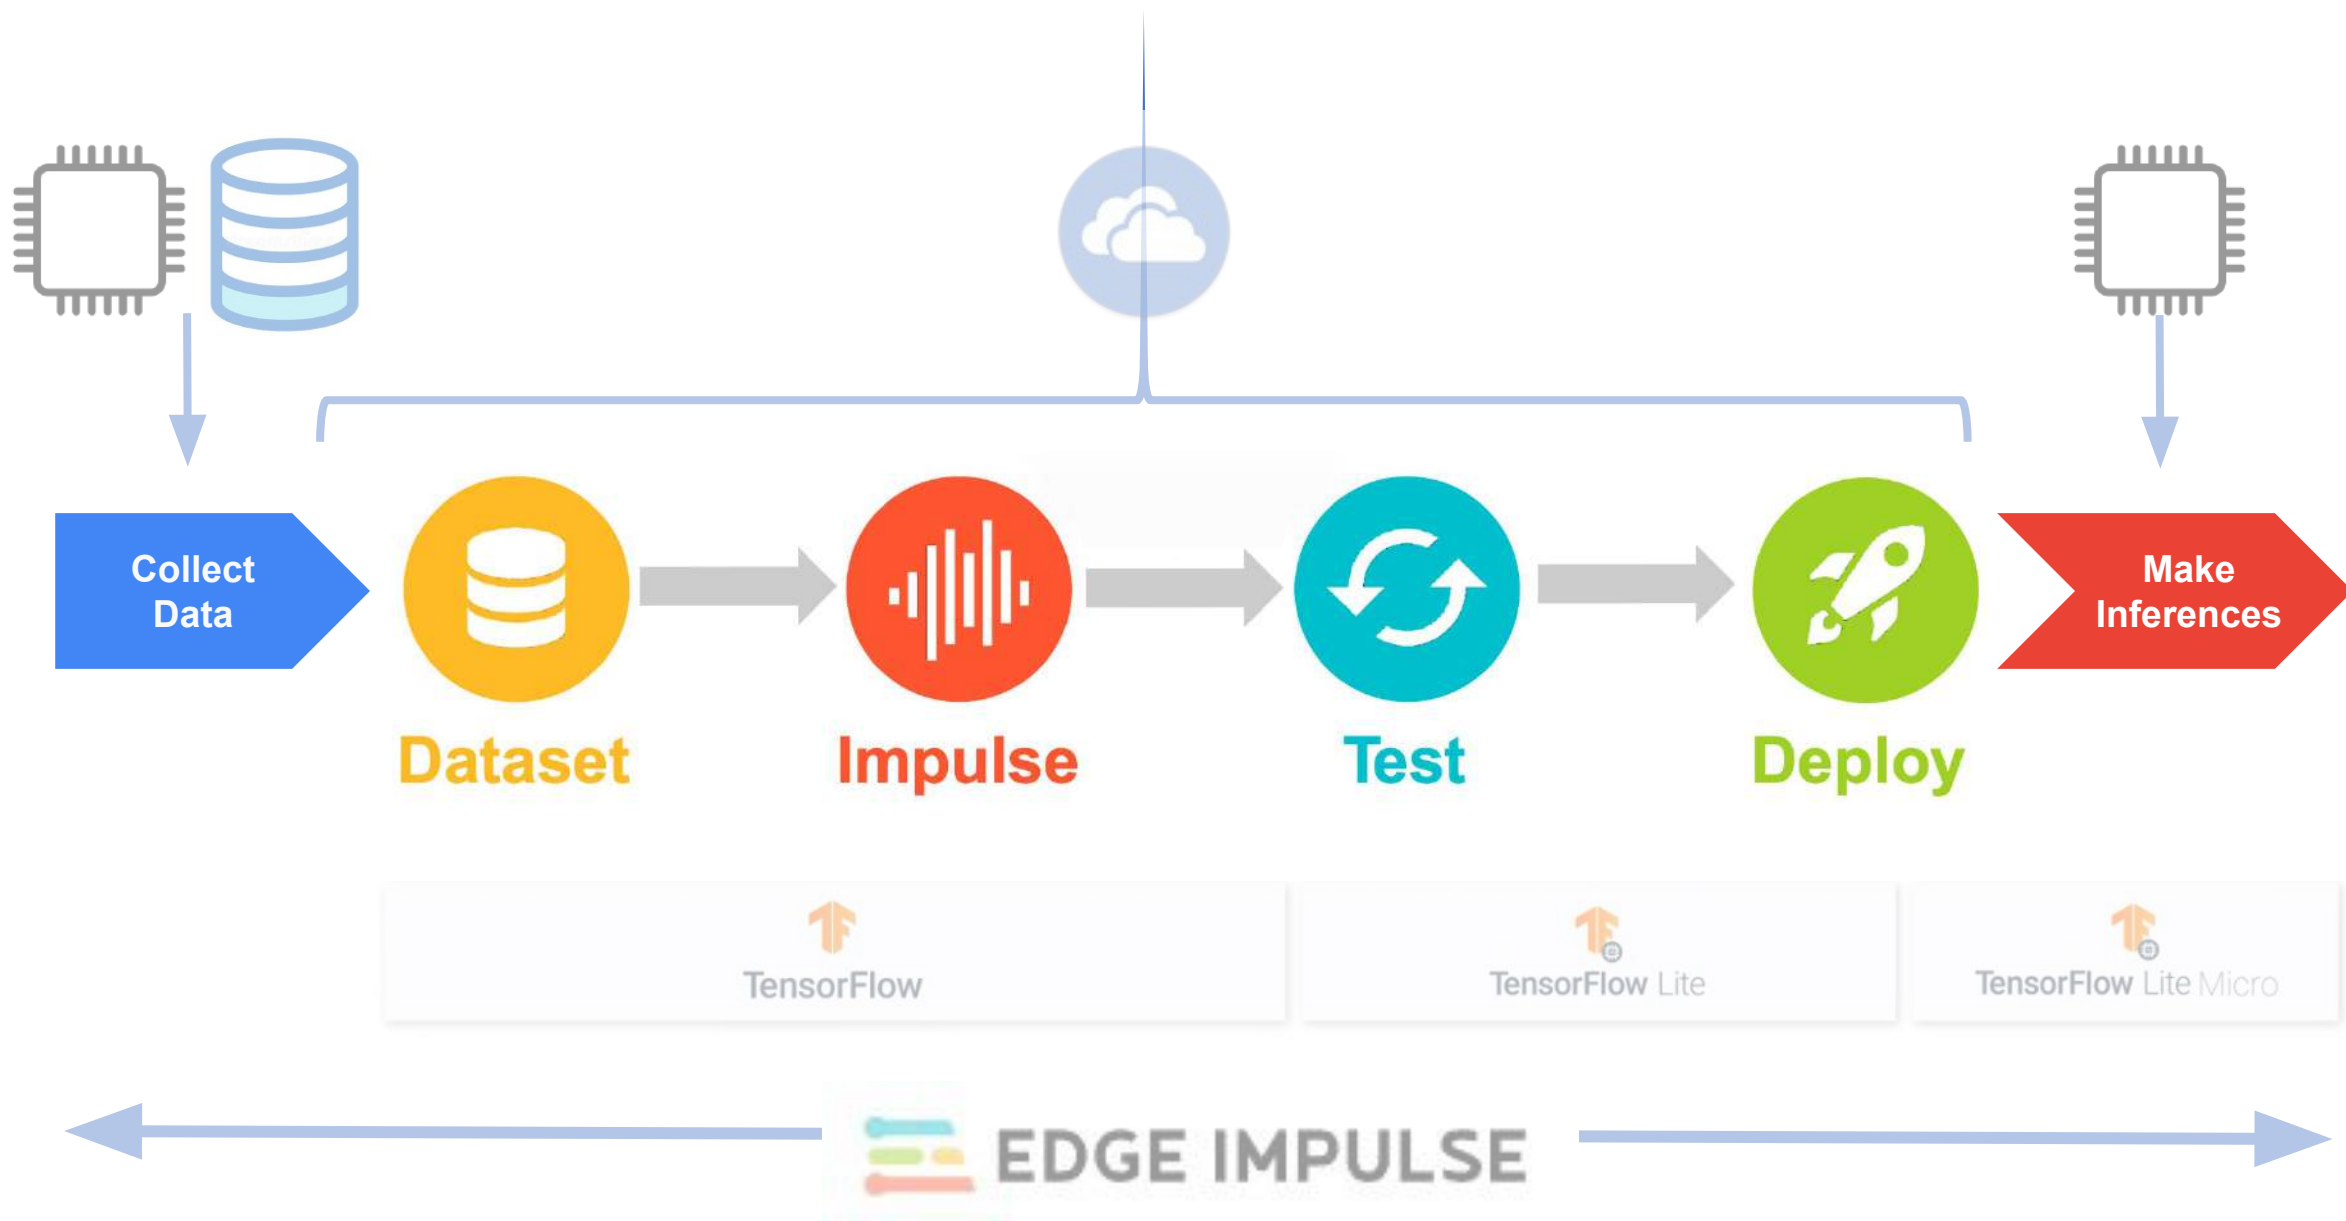 Collect
Data
Dataset
Impulse
Test
Deploy
Make
Inferences
TensorFlow
TensorFlow Lite
TensorFlow Lite Micro
EDGE IMPULSE